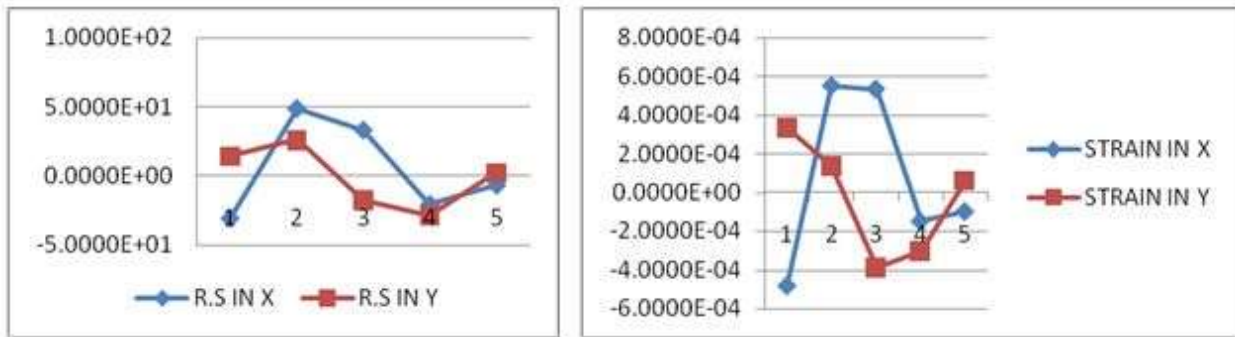 1.0000E+02
5.0000E+01
0.0000E+00
-5.0000E+01
1 2 3 4 5
R.S IN X R.S IN Y
8.0000E-04
6.0000E-04
4.0000E-04
2.0000E-04
0.0000E+00
-2.0000E-04
-4.0000E-04
-6.0000E-04
1 2 3 4 5
STRAIN IN X
STRAIN IN Y